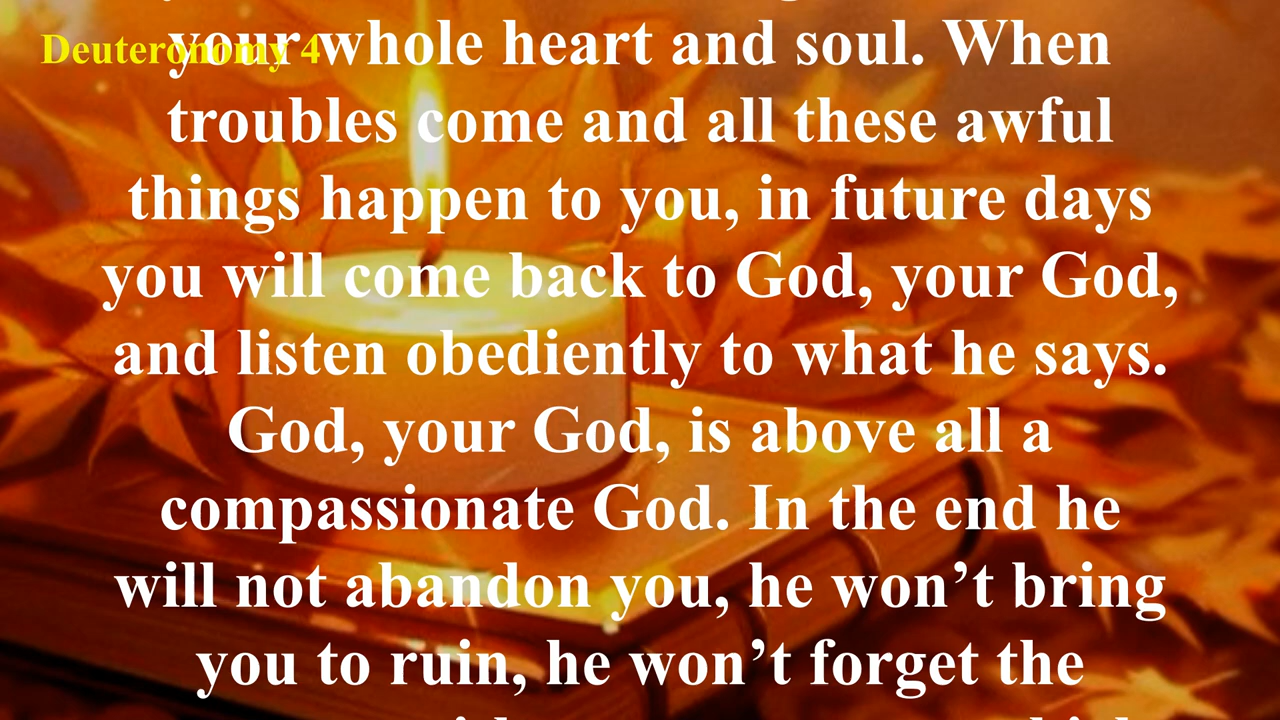 Deuteronomy 4
your whole heart and soul. When
troubles come and all these awful
things happen to you, in future days
you will come back to God, your God,
and listen obediently to what he says.
God, your God, is above all a
compassionate God. In the end he
will not abandon you, he won’t bring
you to ruin, he won’t forget the